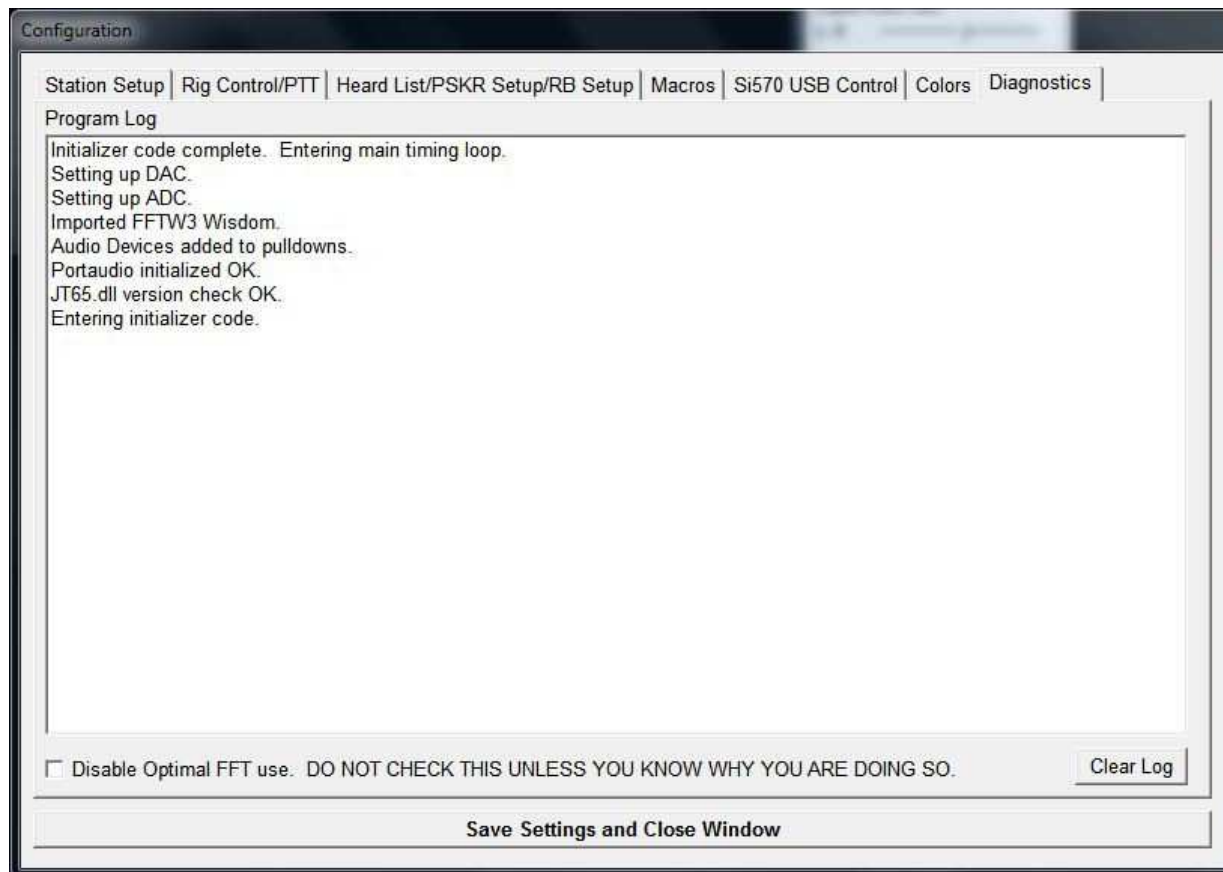 Configuration
Station Setup Rig Control/PTT Heard List/PSKR Setup/RB Setup Macros Si570 USB Control Colors Diagnostics
Program Log
Initializer code complete.  Entering main timing loop.
Setting up DAC.
Setting up ADC.
Imported FFTW3 Wisdom.
Audio Devices added to pulldowns.
Portaudio initialized OK.
JT65.dll version check OK.
Entering initializer code.
Disable Optimal FFT use.  DO NOT CHECK THIS UNLESS YOU KNOW WHY YOU ARE DOING SO. Clear Log
Save Settings and Close Window